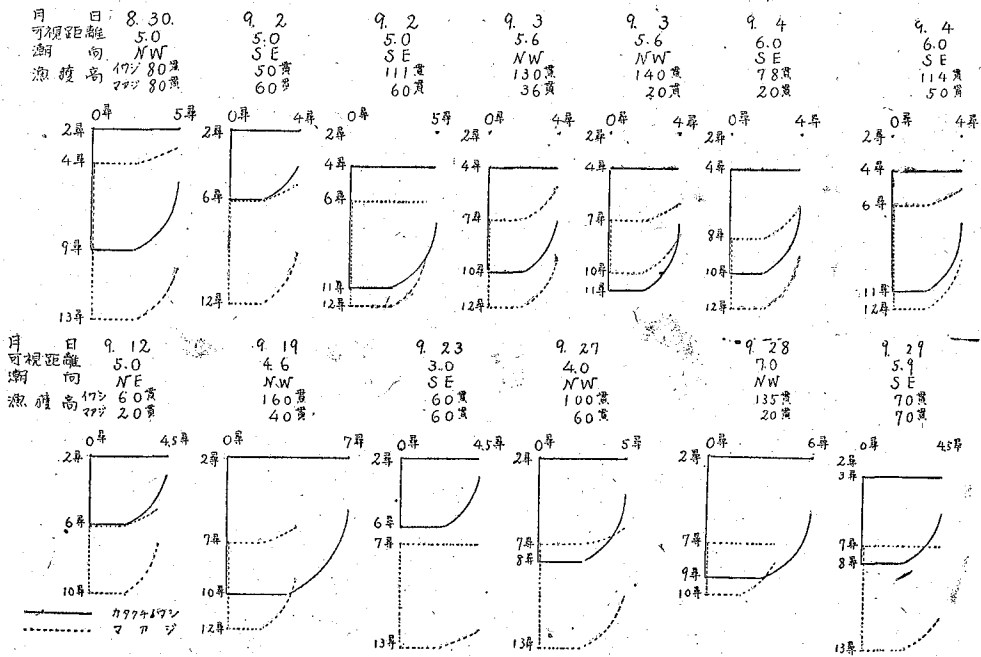 月 日 8.30. 9. 2 9. 2 9. 3 9. 3 9. 4 9. 4
可視距離 5.0 5.0 5.0 5.6 5.6 6.0 6.0
潮 向 NW SE SE NW NW SE SE
漁獲高 イワシ 80貫 50貫 111貫 130貫 140貫 78貫 114貫
マアジ 80貫 60貫 60貫 36貫 20貫 20貫 50貫
0尋 5尋 0尋 4尋 0尋 5尋 0尋 4尋 0尋 4尋 0尋 4尋 0尋 4尋
2尋 2尋 2尋 2尋 2尋 2尋 2尋
4尋 4尋 4尋 4尋 4尋 4尋
6尋 6尋 6尋
7尋 7尋
8尋
9尋
10尋 10尋 10尋
11尋 11尋 11尋
12尋 12尋 12尋 12尋 12尋
13尋
月 日 9. 12 9. 19 9. 23 9. 27 9. 28 9. 29
可視距離 5.0 4.6 3.0 4.0 7.0 5.9
潮 向 NE N.W SE NW NW SE
漁獲高 イワシ 60貫 160貫 60貫 100貫 135貫 70貫
マアジ 20貫 40貫 60貫 60貫 20貫 70貫
0尋 4.5尋 0尋 7尋 0尋 4.5尋 0尋 5尋 0尋 6尋 0尋 4.5尋
2尋 2尋 2尋 2尋 2尋 2尋
3尋
6尋 6尋
7尋 7尋 7尋 7尋 7尋
8尋 8尋
9尋
10尋 10尋 10尋
12尋
13尋 13尋 13尋
カタクチイワシ
マアジ